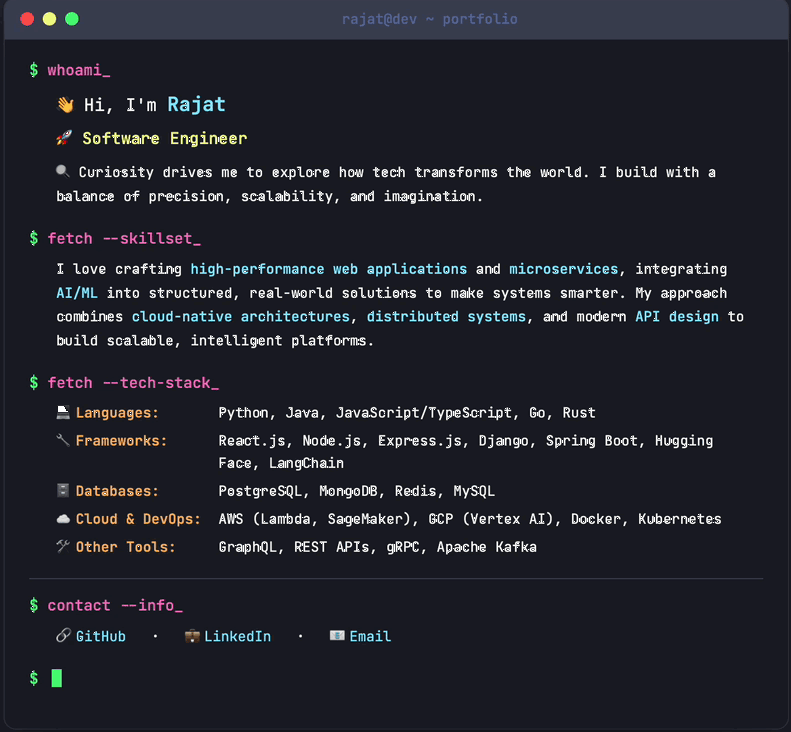 rajat@dev ~ portfolio
$ whoami_
👋 Hi, I'm Rajat
🚀 Software Engineer
🔍 Curiosity drives me to explore how tech transforms the world. I build with a
balance of precision, scalability, and imagination.
$ fetch --skillset_
I love crafting high-performance web applications and microservices, integrating
AI/ML into structured, real-world solutions to make systems smarter. My approach
combines cloud-native architectures, distributed systems, and modern API design to
build scalable, intelligent platforms.
$ fetch --tech-stack_
💻 Languages: Python, Java, JavaScript/TypeScript, Go, Rust
🔧 Frameworks: React.js, Node.js, Express.js, Django, Spring Boot, Hugging
Face, LangChain
🗄️ Databases: PostgreSQL, MongoDB, Redis, MySQL
☁️ Cloud & DevOps: AWS (Lambda, SageMaker), GCP (Vertex AI), Docker, Kubernetes
🛠️ Other Tools: GraphQL, REST APIs, gRPC, Apache Kafka
$ contact --info_
🔗 GitHub · 💼 LinkedIn · 📧 Email
$